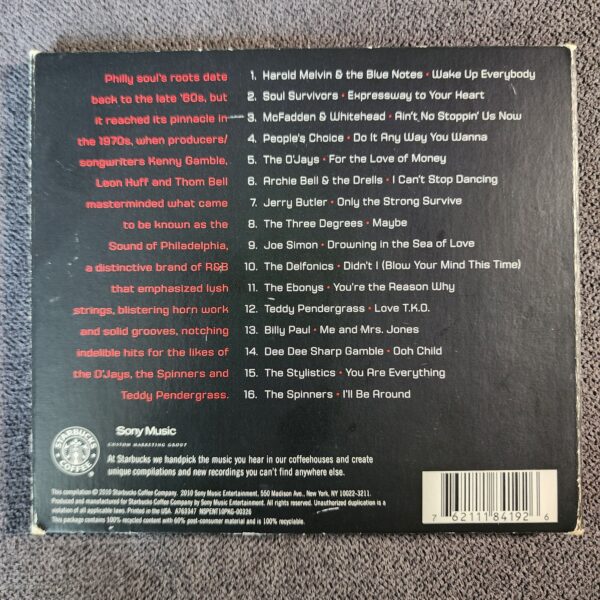 Philly soul's roots date
back to the late '60s, but
it reached its pinnacle in
the 1970s, when producers/
songwriters Kenny Gamble,
Leon Huff and Thom Bell
masterminded what came
to be known as the
Sound of Philadelphia,
a distinctive brand of R&B
that emphasized lush
strings, blistering horn work
and solid grooves, notching
indelible hits for the likes of
the O'Jays, the Spinners and
Teddy Pendergrass.
1. Harold Melvin & the Blue Notes • Wake Up Everybody
2. Soul Survivors • Expressway to Your Heart
3. McFadden & Whitehead • Ain't No Stoppin' Us Now
4. People's Choice • Do It Any Way You Wanna
5. The O'Jays • For the Love of Money
6. Archie Bell & the Drells • I Can't Stop Dancing
7. Jerry Butler • Only the Strong Survive
8. The Three Degrees • Maybe
9. Joe Simon • Drowning in the Sea of Love
10. The Delfonics • Didn't I (Blow Your Mind This Time)
11. The Ebonys • You're the Reason Why
12. Teddy Pendergrass • Love T.K.O.
13. Billy Paul • Me and Mrs. Jones
14. Dee Dee Sharp Gamble • Ooh Child
15. The Stylistics • You Are Everything
16. The Spinners • I'll Be Around
STARBUCKS
COFFEE
Sony Music
CUSTOM MARKETING GROUP
At Starbucks we handpick the music you hear in our coffeehouses and create
unique compilations and new recordings you can't find anywhere else.
This compilation © 2010 Starbucks Coffee Company. 2010 Sony Music Entertainment. 550 Madison Ave., New York, NY 10022-3211.
Produced and manufactured for Starbucks Coffee Company by Sony Music Entertainment. All rights reserved. Unauthorized duplication is a
violation of all applicable laws. Printed in the USA. A763347 NSPENT10PKG-00326
This package contains 100% recycled content with 60% post-consumer material and is 100% recyclable.
7 62111 84192 6